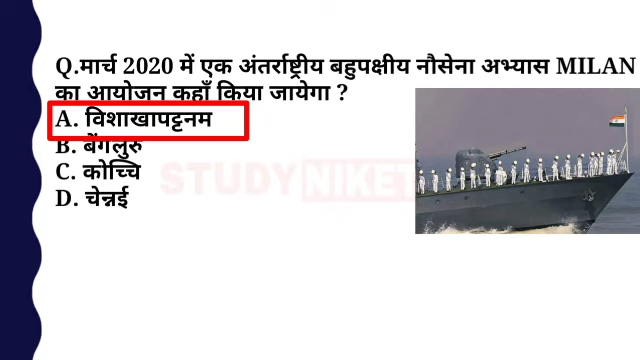 Q.मार्च 2020 में एक अंतर्राष्ट्रीय बहुपक्षीय नौसेना अभ्यास MILAN
का आयोजन कहाँ किया जायेगा ?
A. विशाखापट्टनम
B. बेंगलुरु
C. कोच्चि
D. चेन्नई
STUDY NIKET